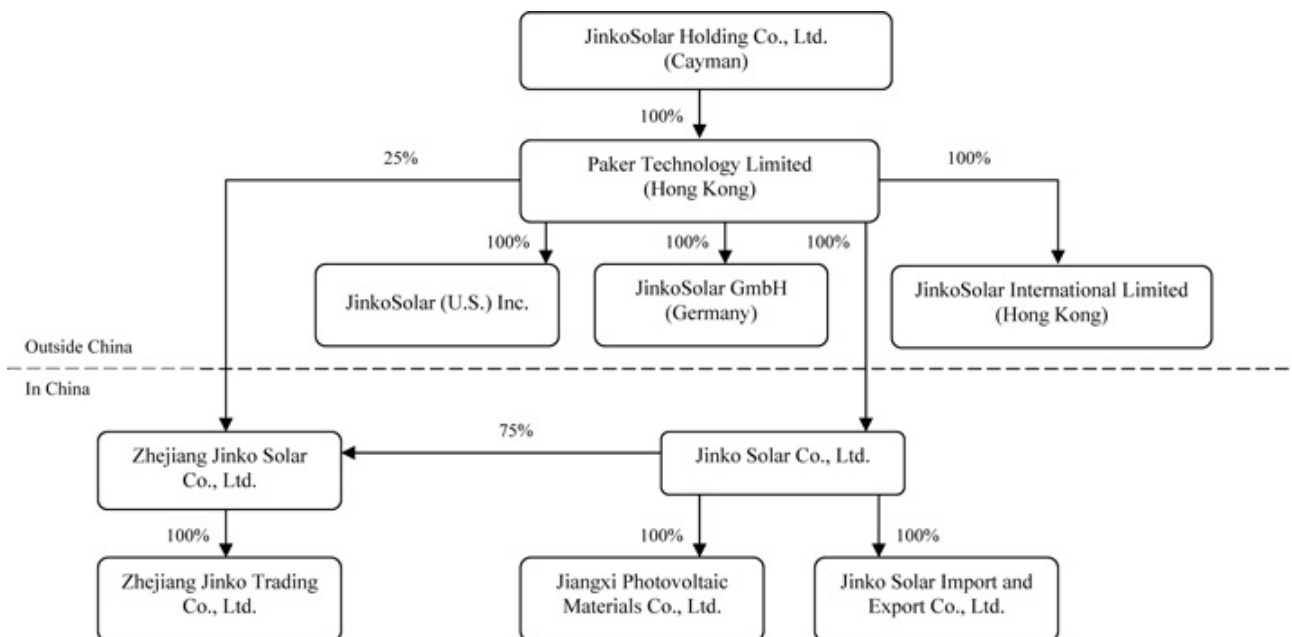 JinkoSolar Holding Co., Ltd.
(Cayman)
100%
25%
Paker Technology Limited
(Hong Kong)
100%
100%
100%
100%
JinkoSolar (U.S.) Inc.
JinkoSolar GmbH
(Germany)
JinkoSolar International Limited
(Hong Kong)
Outside China
In China
Zhejiang Jinko Solar
Co., Ltd.
75%
Jinko Solar Co., Ltd.
100%
100%
100%
Zhejiang Jinko Trading
Co., Ltd.
Jiangxi Photovoltaic
Materials Co., Ltd.
Jinko Solar Import and
Export Co., Ltd.